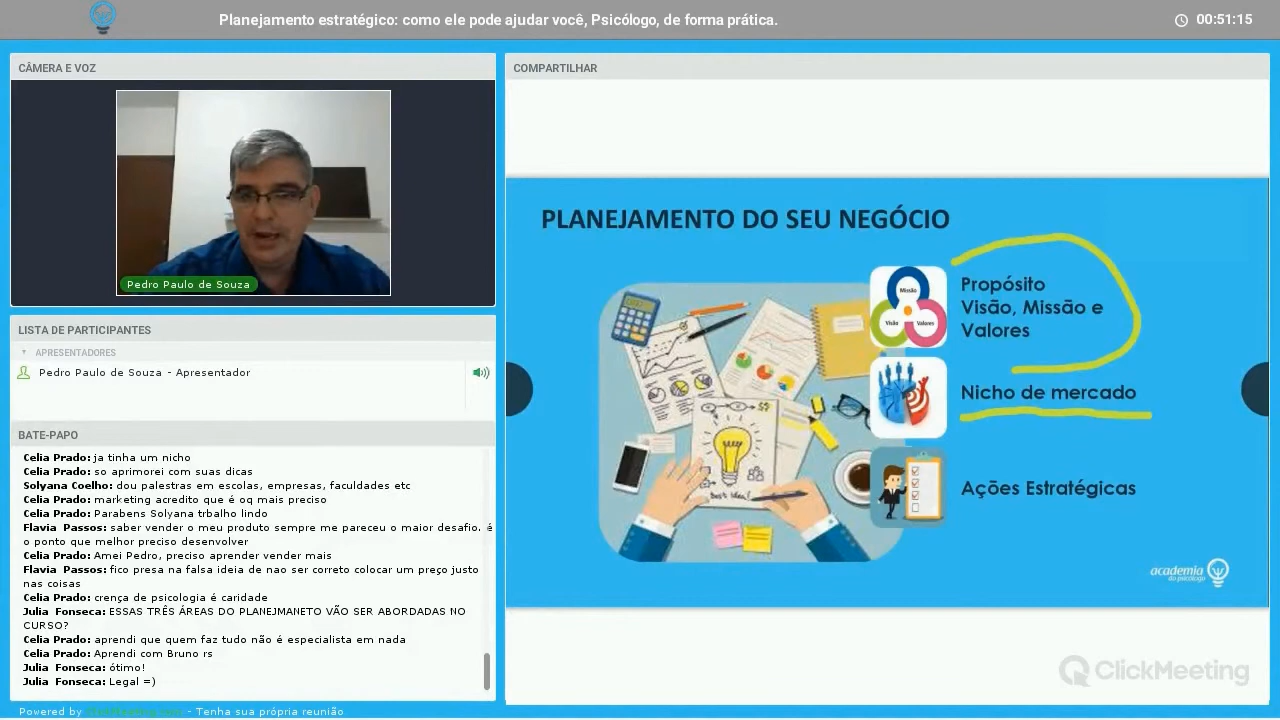 Planejamento estratégico: como ele pode ajudar você, Psicólogo, de forma prática.
00:51:15
CÂMERA E VOZ
Pedro Paulo de Souza
LISTA DE PARTICIPANTES
APRESENTADORES
Pedro Paulo de Souza - Apresentador
BATE-PAPO
Celia Prado: ja tinha um nicho
Celia Prado: so aprimorei com suas dicas
Solyana Coelho: dou palestras em escolas, empresas, faculdades etc
Celia Prado: marketing acredito que é oq mais preciso
Celia Prado: Parabens Solyana trbalho lindo
Flavia Passos: saber vender o meu produto sempre me pareceu o maior desafio. é
o ponto que melhor preciso desenvolver
Celia Prado: Amei Pedro, preciso aprender vender mais
Flavia Passos: fico presa na falsa ideia de nao ser correto colocar um preço justo
nas coisas
Celia Prado: crença de psicologia é caridade
Julia Fonseca: ESSAS TRÊS ÁREAS DO PLANEJMANETO VÃO SER ABORDADAS NO
CURSO?
Celia Prado: aprendi que quem faz tudo não é especialista em nada
Celia Prado: Aprendi com Bruno rs
Julia Fonseca: ótimo!
Julia Fonseca: Legal =)
Powered by - Tenha sua própria reunião
COMPARTILHAR
PLANEJAMENTO DO SEU NEGÓCIO
Missão
Visão Valores
Propósito
Visão, Missão e
Valores
Nicho de mercado
Best idea!
Ações Estratégicas
academia
do psicólogo
ClickMeeting